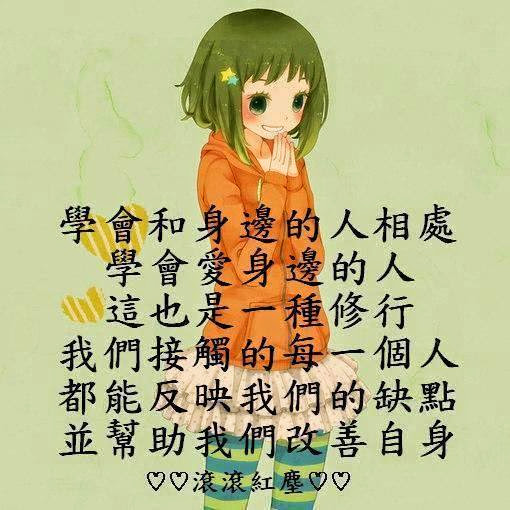 學會和身邊的人相處
學會愛身邊的人
這也是一種修行
我們接觸的每一個人
都能反映我們的缺點
並幫助我們改善自身
♡♡滾滾紅塵♡♡